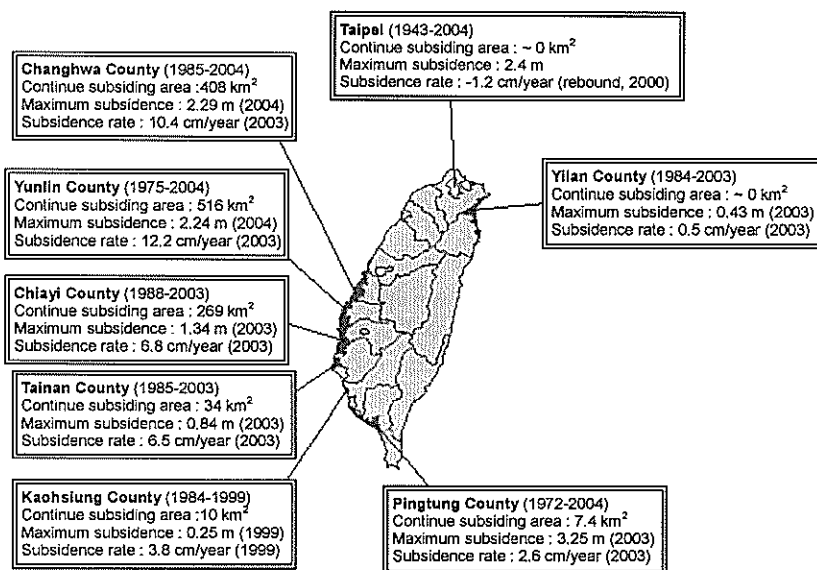 Taipei (1943-2004)
Continue subsiding area : ~ 0 km²
Maximum subsidence : 2.4 m
Subsidence rate : -1.2 cm/year (rebound, 2000)
Changhwa County (1985-2004)
Continue subsiding area :408 km²
Maximum subsidence : 2.29 m (2004)
Subsidence rate : 10.4 cm/year (2003)
Yunlin County (1975-2004)
Continue subsiding area : 516 km²
Maximum subsidence : 2.24 m (2004)
Subsidence rate : 12.2 cm/year (2003)
Yilan County (1984-2003)
Continue subsiding area : ~ 0 km²
Maximum subsidence : 0.43 m (2003)
Subsidence rate : 0.5 cm/year (2003)
Chiayi County (1988-2003)
Continue subsiding area : 269 km²
Maximum subsidence : 1.34 m (2003)
Subsidence rate : 6.8 cm/year (2003)
Tainan County (1985-2003)
Continue subsiding area : 34 km²
Maximum subsidence : 0.84 m (2003)
Subsidence rate : 6.5 cm/year (2003)
Kaohsiung County (1984-1999)
Continue subsiding area :10 km²
Maximum subsidence : 0.25 m (1999)
Subsidence rate : 3.8 cm/year (1999)
Pingtung County (1972-2004)
Continue subsiding area : 7.4 km²
Maximum subsidence : 3.25 m (2003)
Subsidence rate : 2.6 cm/year (2003)